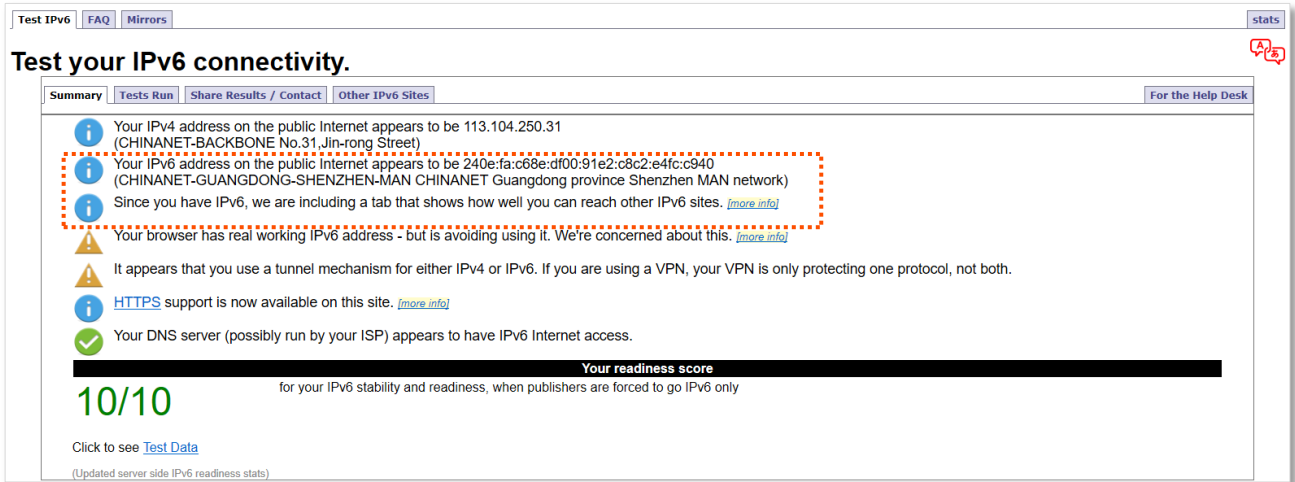 Test IPv6 FAQ Mirrors stats
Test your IPv6 connectivity.
Summary Tests Run Share Results / Contact Other IPv6 Sites For the Help Desk
Your IPv4 address on the public Internet appears to be 113.104.250.31
(CHINANET-BACKBONE No.31,Jin-rong Street)
Your IPv6 address on the public Internet appears to be 240e:fa:c68e:df00:91e2:c8c2:e4fc:c940
(CHINANET-GUANGDONG-SHENZHEN-MAN CHINANET Guangdong province Shenzhen MAN network)
Since you have IPv6, we are including a tab that shows how well you can reach other IPv6 sites. [more info]
Your browser has real working IPv6 address - but is avoiding using it. We're concerned about this. [more info]
It appears that you use a tunnel mechanism for either IPv4 or IPv6. If you are using a VPN, your VPN is only protecting one protocol, not both.
HTTPS support is now available on this site. [more info]
Your DNS server (possibly run by your ISP) appears to have IPv6 Internet access.
Your readiness score
10/10 for your IPv6 stability and readiness, when publishers are forced to go IPv6 only
Click to see Test Data
(Updated server side IPv6 readiness stats)